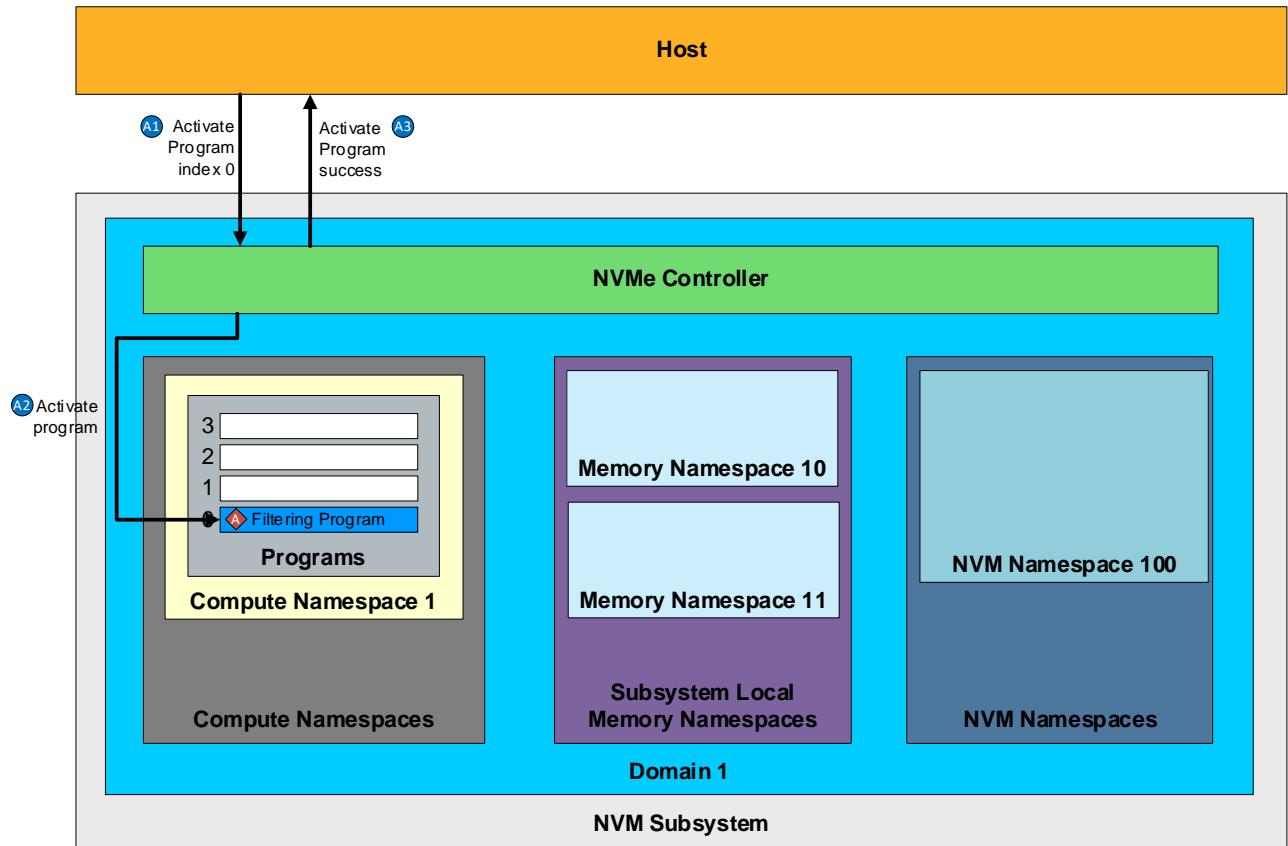 Host
A1 Activate
Program
index 0
Activate A3
Program
success
NVMe Controller
A2 Activate
program
3
2
1
0 A Filtering Program
Programs
Compute Namespace 1
Compute Namespaces
Memory Namespace 10
Memory Namespace 11
Subsystem Local
Memory Namespaces
NVM Namespace 100
NVM Namespaces
Domain 1
NVM Subsystem